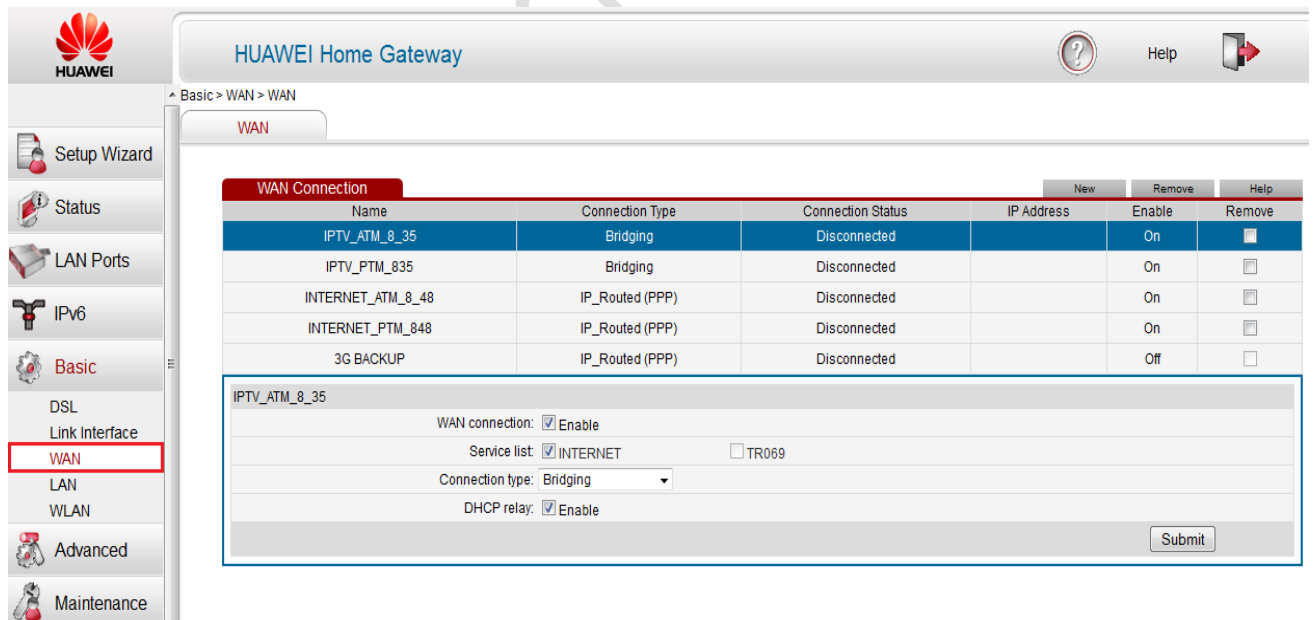 HUAWEI
HUAWEI Home Gateway
Help
Basic > WAN > WAN
WAN
Setup Wizard
Status
LAN Ports
IPv6
Basic
DSL
Link Interface
WAN
LAN
WLAN
Advanced
Maintenance
WAN Connection New Remove Help
Name Connection Type Connection Status IP Address Enable Remove
IPTV_ATM_8_35 Bridging Disconnected On
IPTV_PTM_835 Bridging Disconnected On
INTERNET_ATM_8_48 IP_Routed (PPP) Disconnected On
INTERNET_PTM_848 IP_Routed (PPP) Disconnected On
3G BACKUP IP_Routed (PPP) Disconnected Off
IPTV_ATM_8_35
WAN connection: Enable
Service list: INTERNET TR069
Connection type: Bridging
DHCP relay: Enable
Submit